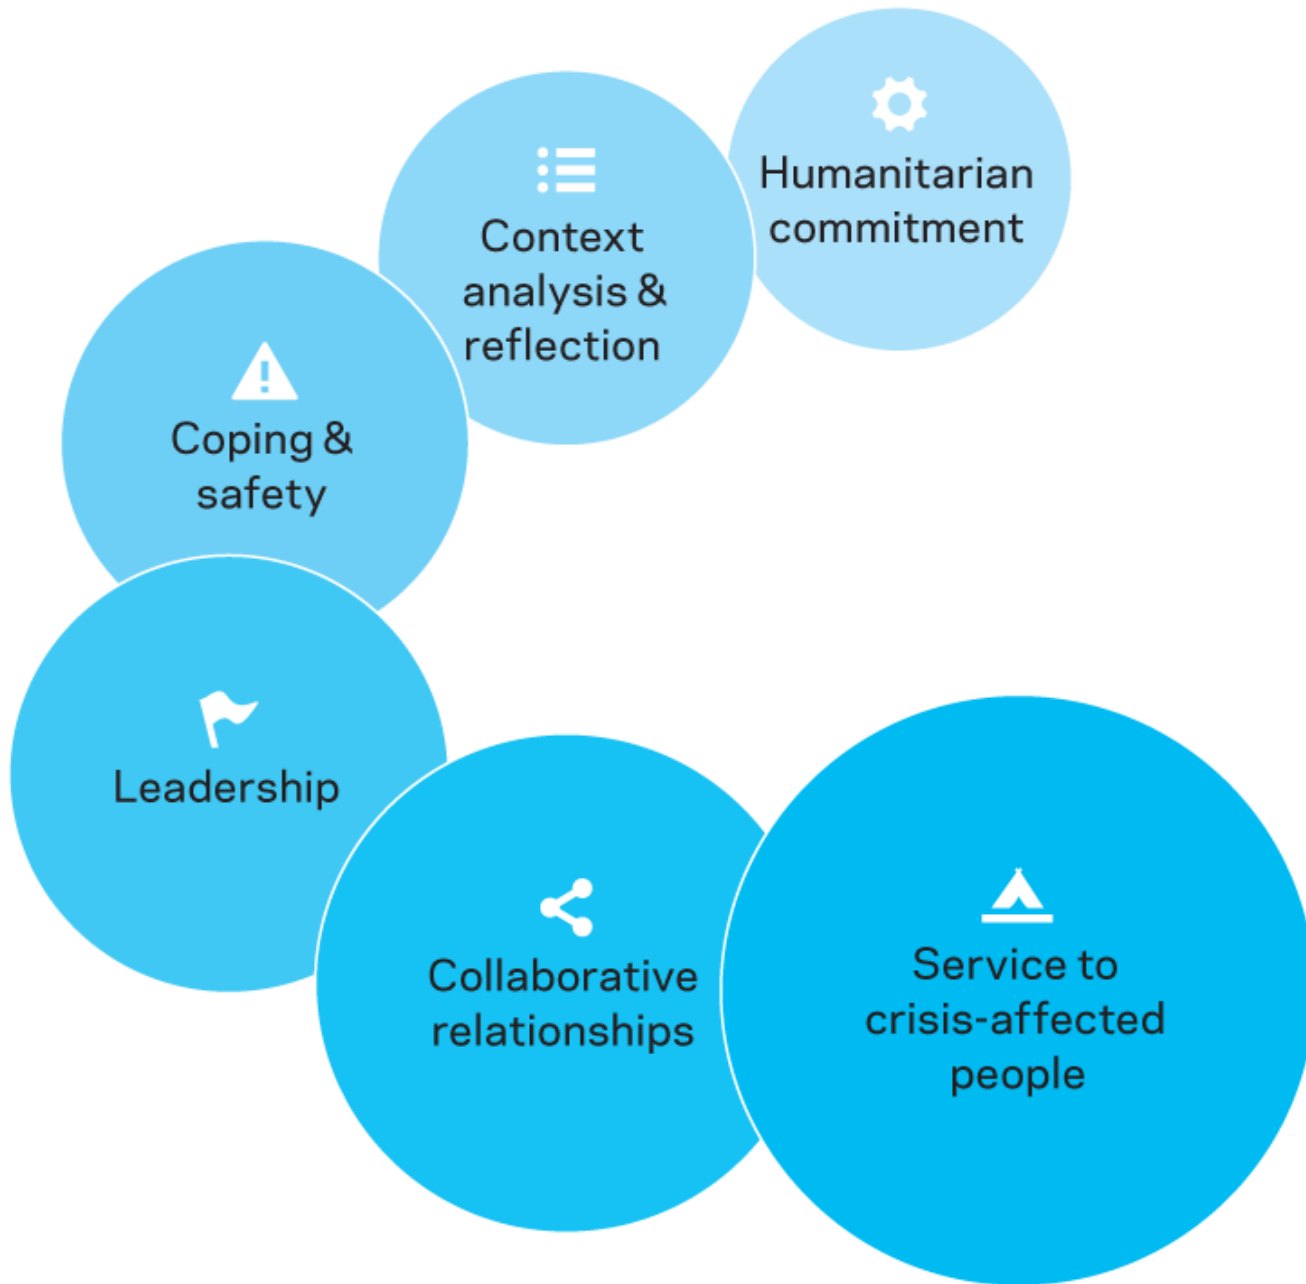 Humanitarian
commitment
Context
analysis &
reflection
Coping &
safety
Leadership
Collaborative
relationships
Service to
crisis-affected
people